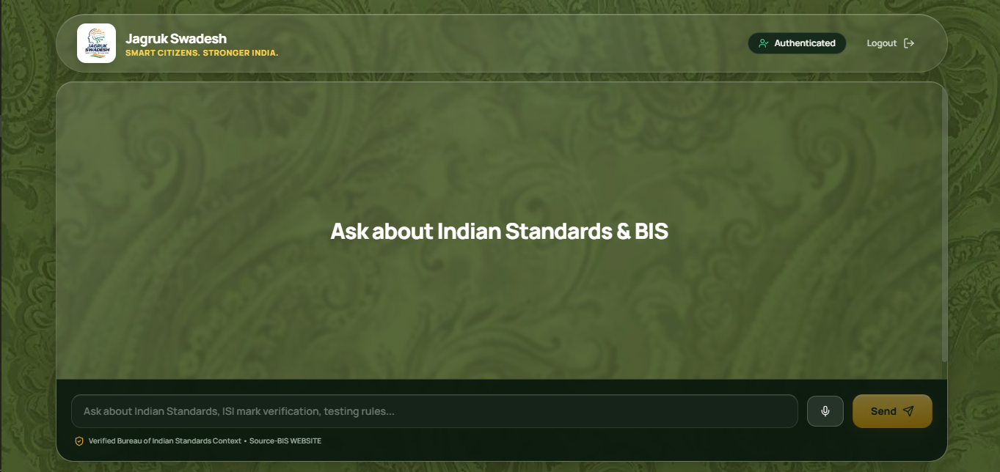 JAGRUK
SWADESH
Jagruk Swadesh
SMART CITIZENS. STRONGER INDIA.
Authenticated
Logout
Ask about Indian Standards & BIS
Ask about Indian Standards, ISI mark verification, testing rules...
Send
Verified Bureau of Indian Standards Context • Source-BIS WEBSITE